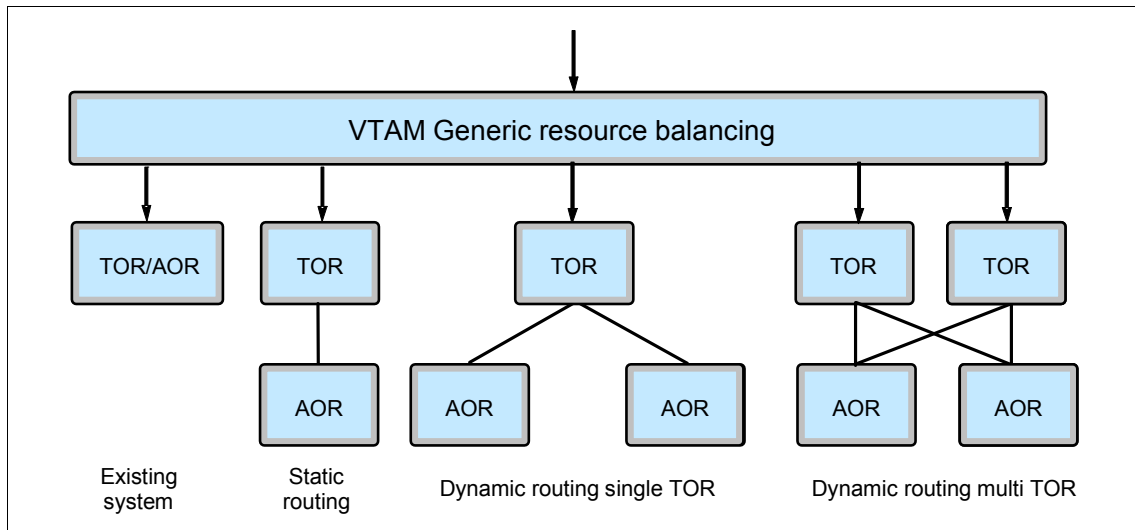 VTAM Generic resource balancing
TOR/AOR
TOR
TOR
TOR
TOR
AOR
AOR
AOR
AOR
AOR
Existing
system
Static
routing
Dynamic routing single TOR
Dynamic routing multi TOR